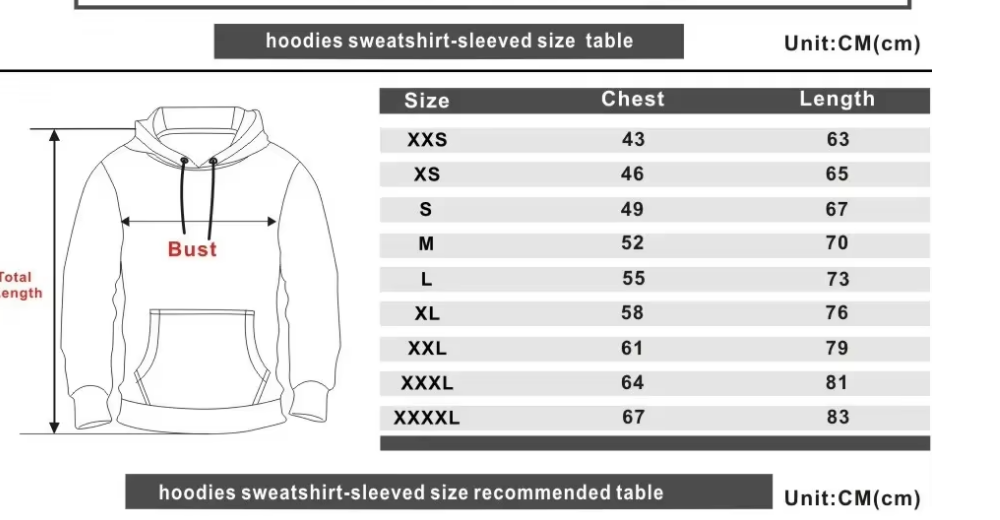 hoodies sweatshirt-sleeved size table
Unit:CM(cm)
Size Chest Length
XXS 43 63
XS 46 65
S 49 67
M 52 70
L 55 73
XL 58 76
XXL 61 79
XXXL 64 81
XXXXL 67 83
Bust
Total
Length
hoodies sweatshirt-sleeved size recommended table
Unit:CM(cm)